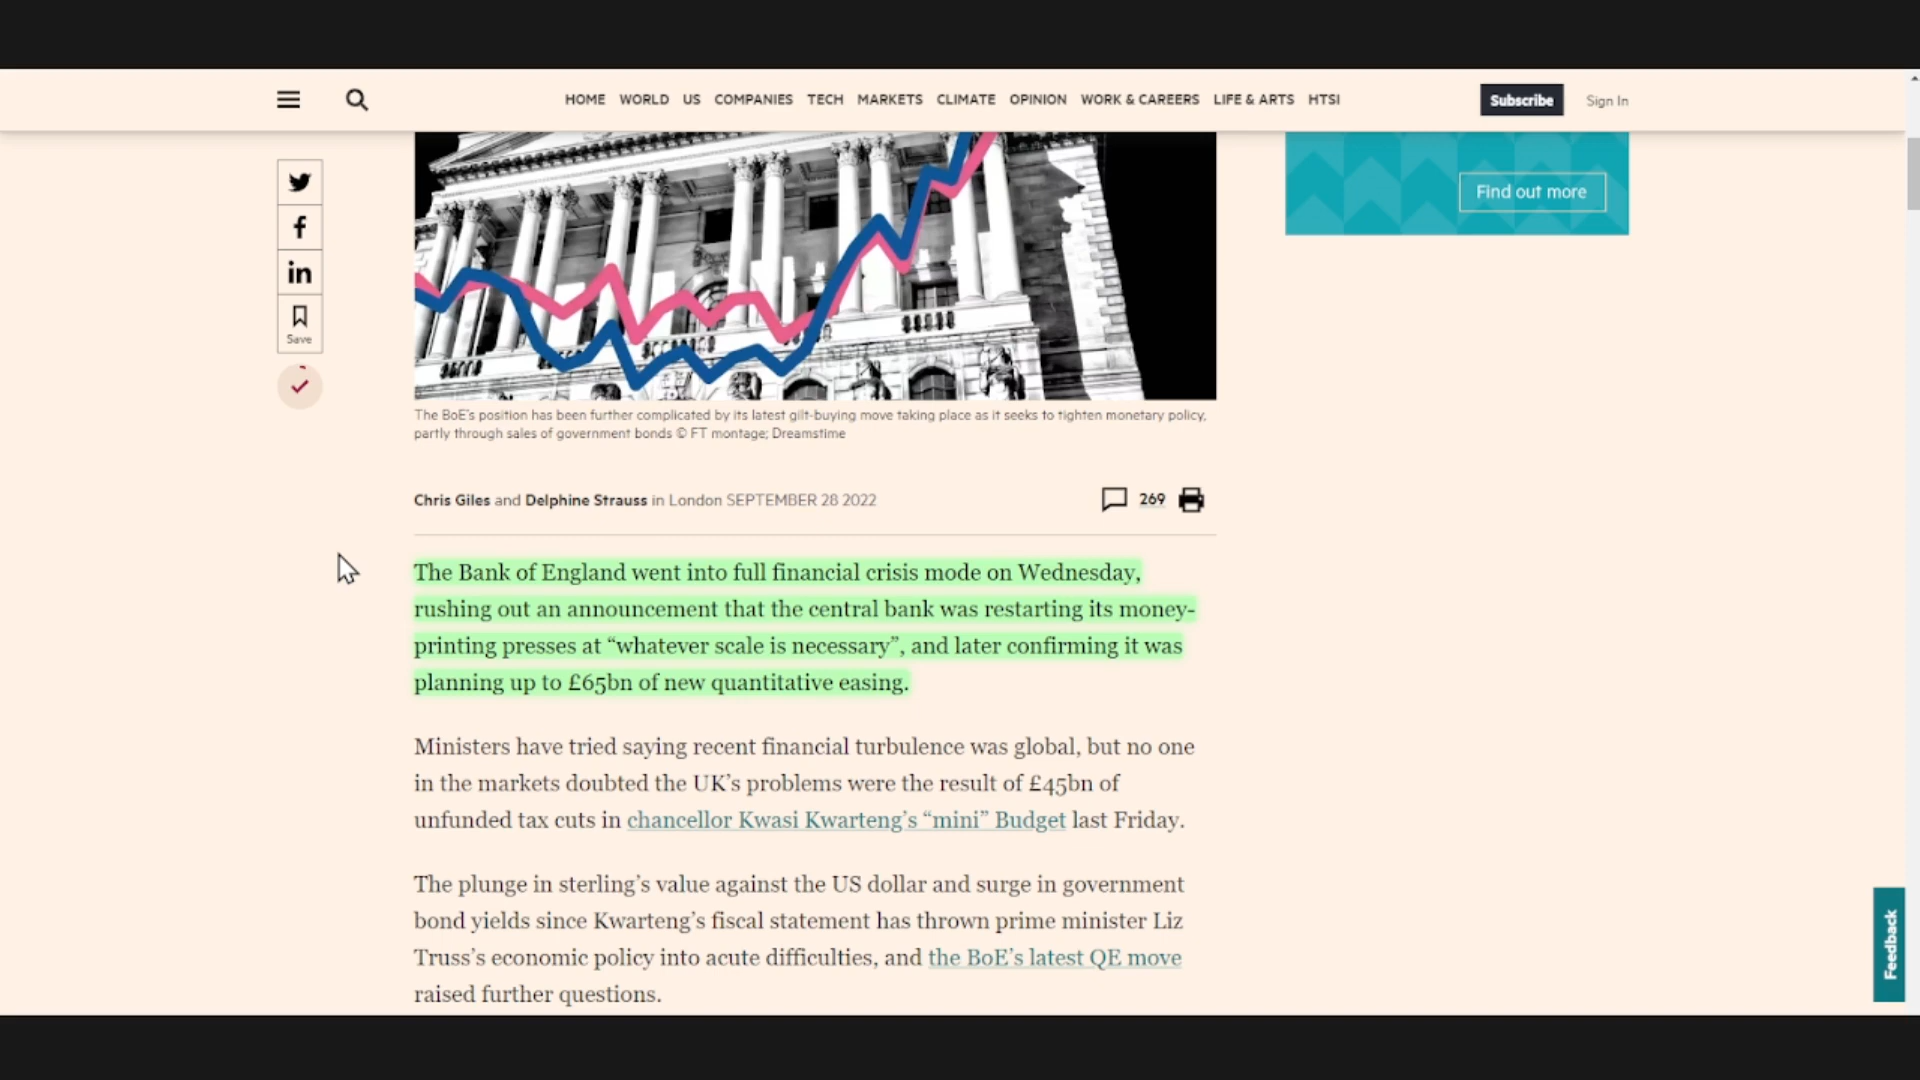 HOME WORLD US COMPANIES TECH MARKETS CLIMATE OPINION WORK & CAREERS LIFE & ARTS HTSI
Subscribe
Sign In
Find out more
Save
The BoE's position has been further complicated by its latest gilt-buying move taking place as it seeks to tighten monetary policy,
partly through sales of government bonds © FT montage; Dreamstime
Chris Giles and Delphine Strauss in London SEPTEMBER 28 2022
269
The Bank of England went into full financial crisis mode on Wednesday,
rushing out an announcement that the central bank was restarting its money-
printing presses at “whatever scale is necessary”, and later confirming it was
planning up to £65bn of new quantitative easing.
Ministers have tried saying recent financial turbulence was global, but no one
in the markets doubted the UK’s problems were the result of £45bn of
unfunded tax cuts in chancellor Kwasi Kwarteng’s “mini” Budget last Friday.
The plunge in sterling’s value against the US dollar and surge in government
bond yields since Kwarteng’s fiscal statement has thrown prime minister Liz
Truss’s economic policy into acute difficulties, and the BoE’s latest QE move
raised further questions.
Feedback